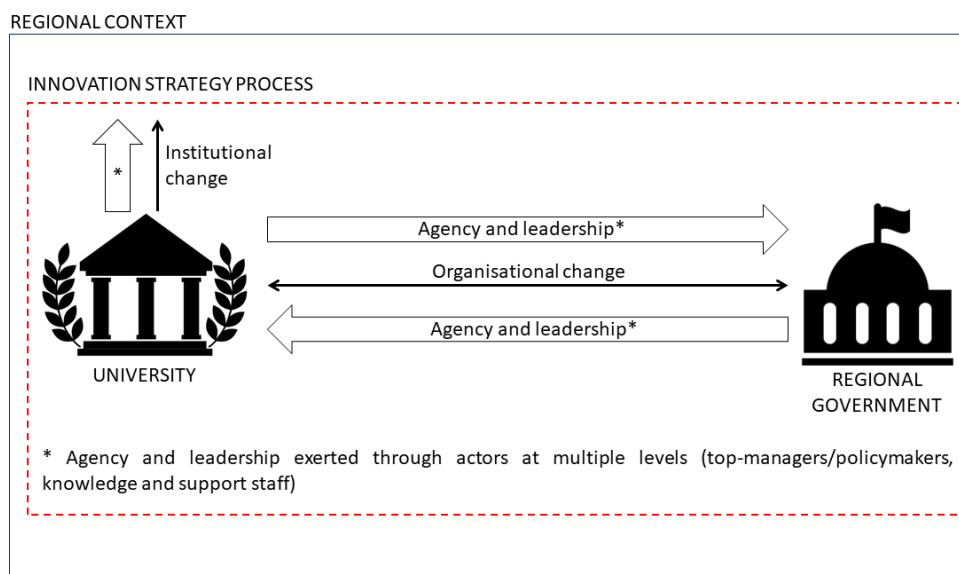 REGIONAL CONTEXT
INNOVATION STRATEGY PROCESS
*
Institutional
change
Agency and leadership*
Organisational change
Agency and leadership*
UNIVERSITY
REGIONAL
GOVERNMENT
* Agency and leadership exerted through actors at multiple levels (top-managers/policymakers,
knowledge and support staff)